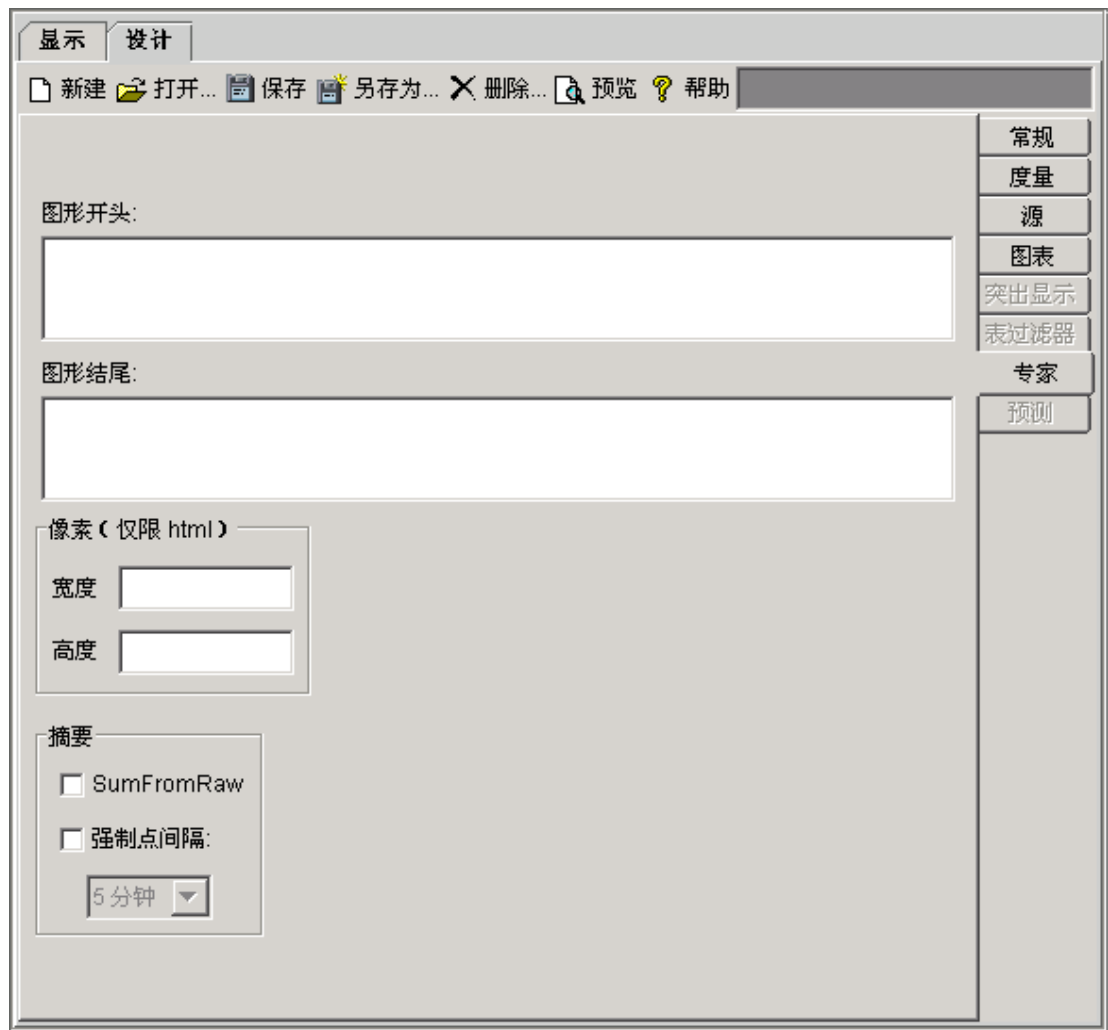 显示 设计
新建 打开... 保存 另存为... 删除... 预览 帮助
常规
度量
源
图表
突出显示
表过滤器
专家
预测
图形开头:
图形结尾:
像素（仅限 html）
宽度
高度
摘要
SumFromRaw
强制点间隔:
5 分钟